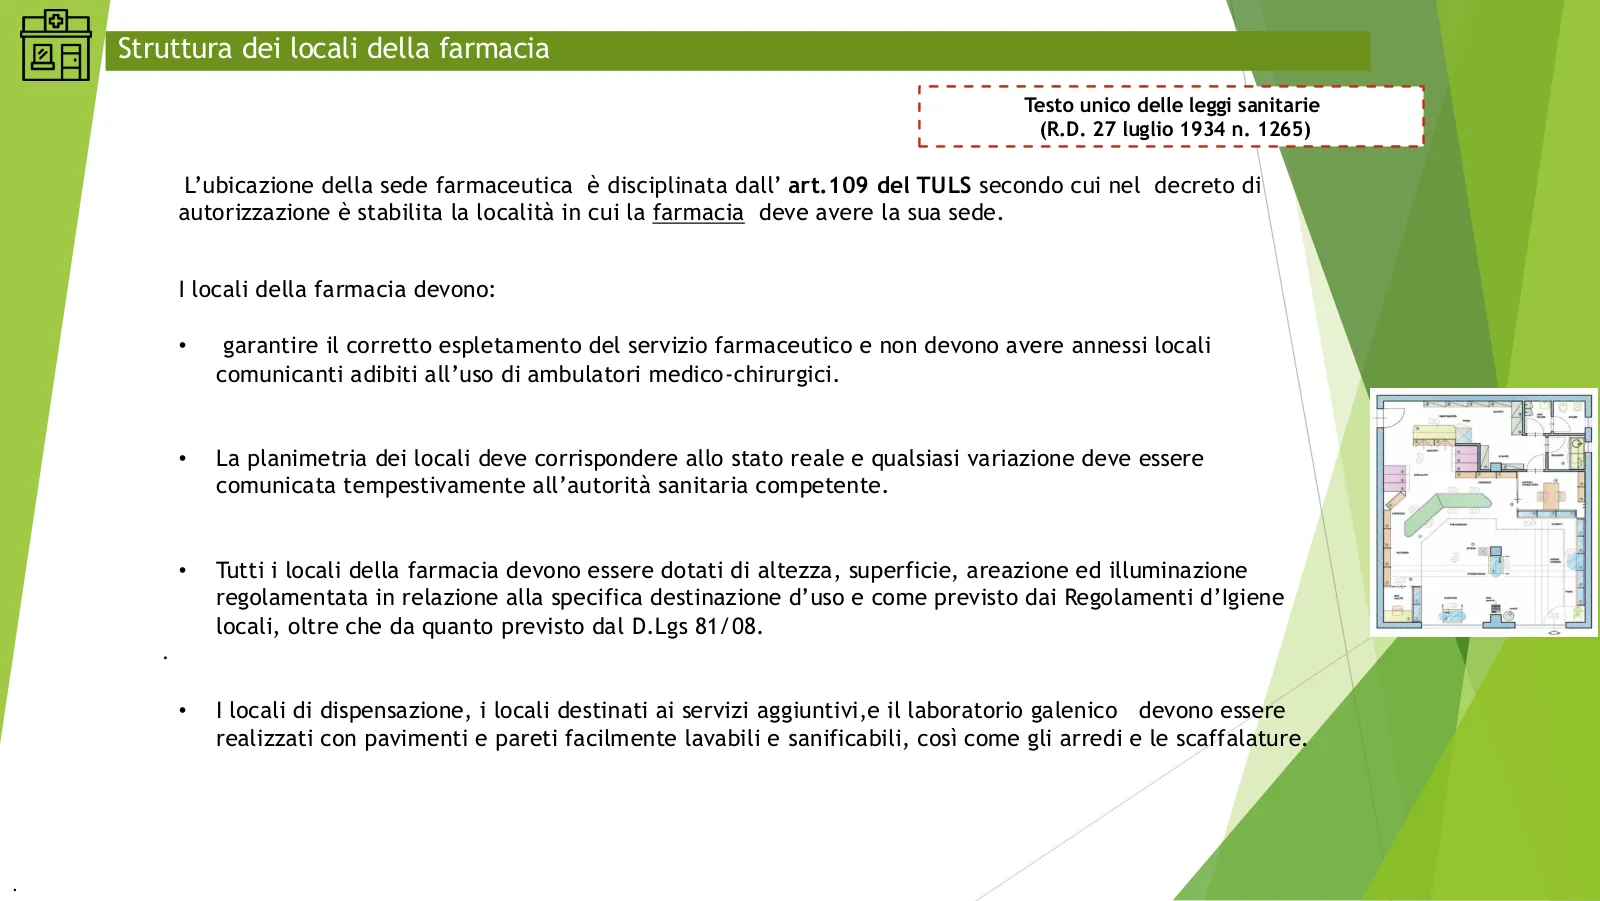 Struttura dei locali della farmacia
Testo unico delle leggi sanitarie
(R.D. 27 luglio 1934 n. 1265)
L’ubicazione della sede farmaceutica è disciplinata dall’ art.109 del TULS secondo cui nel decreto di
autorizzazione è stabilita la località in cui la farmacia deve avere la sua sede.
I locali della farmacia devono:
• garantire il corretto espletamento del servizio farmaceutico e non devono avere annessi locali
comunicanti adibiti all’uso di ambulatori medico-chirurgici.
• La planimetria dei locali deve corrispondere allo stato reale e qualsiasi variazione deve essere
comunicata tempestivamente all’autorità sanitaria competente.
• Tutti i locali della farmacia devono essere dotati di altezza, superficie, areazione ed illuminazione
regolamentata in relazione alla specifica destinazione d’uso e come previsto dai Regolamenti d’Igiene
locali, oltre che da quanto previsto dal D.Lgs 81/08.
.
• I locali di dispensazione, i locali destinati ai servizi aggiuntivi,e il laboratorio galenico devono essere
realizzati con pavimenti e pareti facilmente lavabili e sanificabili, così come gli arredi e le scaffalature.
.